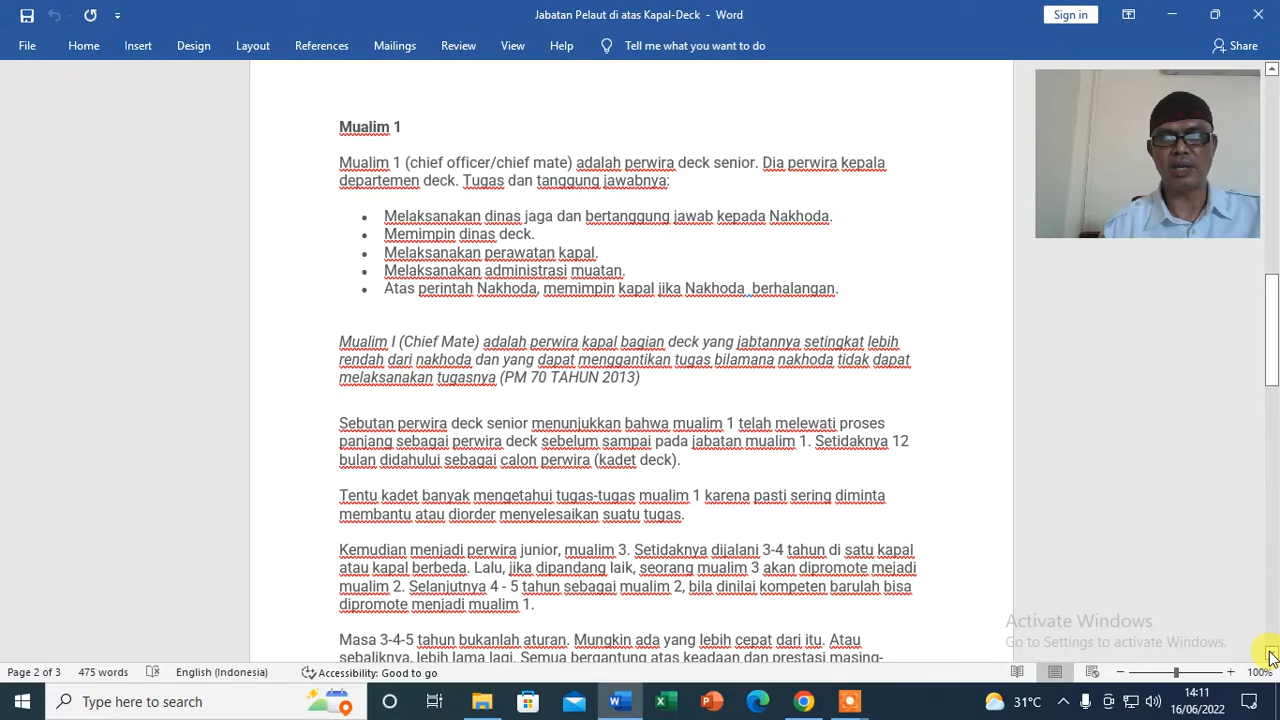 Jabatan Pelaut di atas Kapal-Deck - Word
Sign in
File Home Insert Design Layout References Mailings Review View Help Tell me what you want to do Share
Mualim 1
Mualim 1 (chief officer/chief mate) adalah perwira deck senior. Dia perwira kepala
departemen deck. Tugas dan tanggung jawabnya:
• Melaksanakan dinas jaga dan bertanggung jawab kepada Nakhoda.
• Memimpin dinas deck.
• Melaksanakan perawatan kapal.
• Melaksanakan administrasi muatan.
• Atas perintah Nakhoda, memimpin kapal jika Nakhoda berhalangan.
Mualim I (Chief Mate) adalah perwira kapal bagian deck yang jabtannya setingkat lebih
rendah dari nakhoda dan yang dapat menggantikan tugas bilamana nakhoda tidak dapat
melaksanakan tugasnya (PM 70 TAHUN 2013)
Sebutan perwira deck senior menunjukkan bahwa mualim 1 telah melewati proses
panjang sebagai perwira deck sebelum sampai pada jabatan mualim 1. Setidaknya 12
bulan didahului sebagai calon perwira (kadet deck).
Tentu kadet banyak mengetahui tugas-tugas mualim 1 karena pasti sering diminta
membantu atau diorder menyelesaikan suatu tugas.
Kemudian menjadi perwira junior, mualim 3. Setidaknya dijalani 3-4 tahun di satu kapal
atau kapal berbeda. Lalu, jika dipandang laik, seorang mualim 3 akan dipromote mejadi
mualim 2. Selanjutnya 4 - 5 tahun sebagai mualim 2, bila dinilai kompeten barulah bisa
dipromote menjadi mualim 1.
Masa 3-4-5 tahun bukanlah aturan. Mungkin ada yang lebih cepat dari itu. Atau
sebaliknya, lebih lama lagi. Semua bergantung atas keadaan dan prestasi masing-
Activate Windows
Go to Settings to activate Windows.
Page 2 of 3 475 words English (Indonesia) Accessibility: Good to go 100%
Type here to search 31°C 14:11
16/06/2022